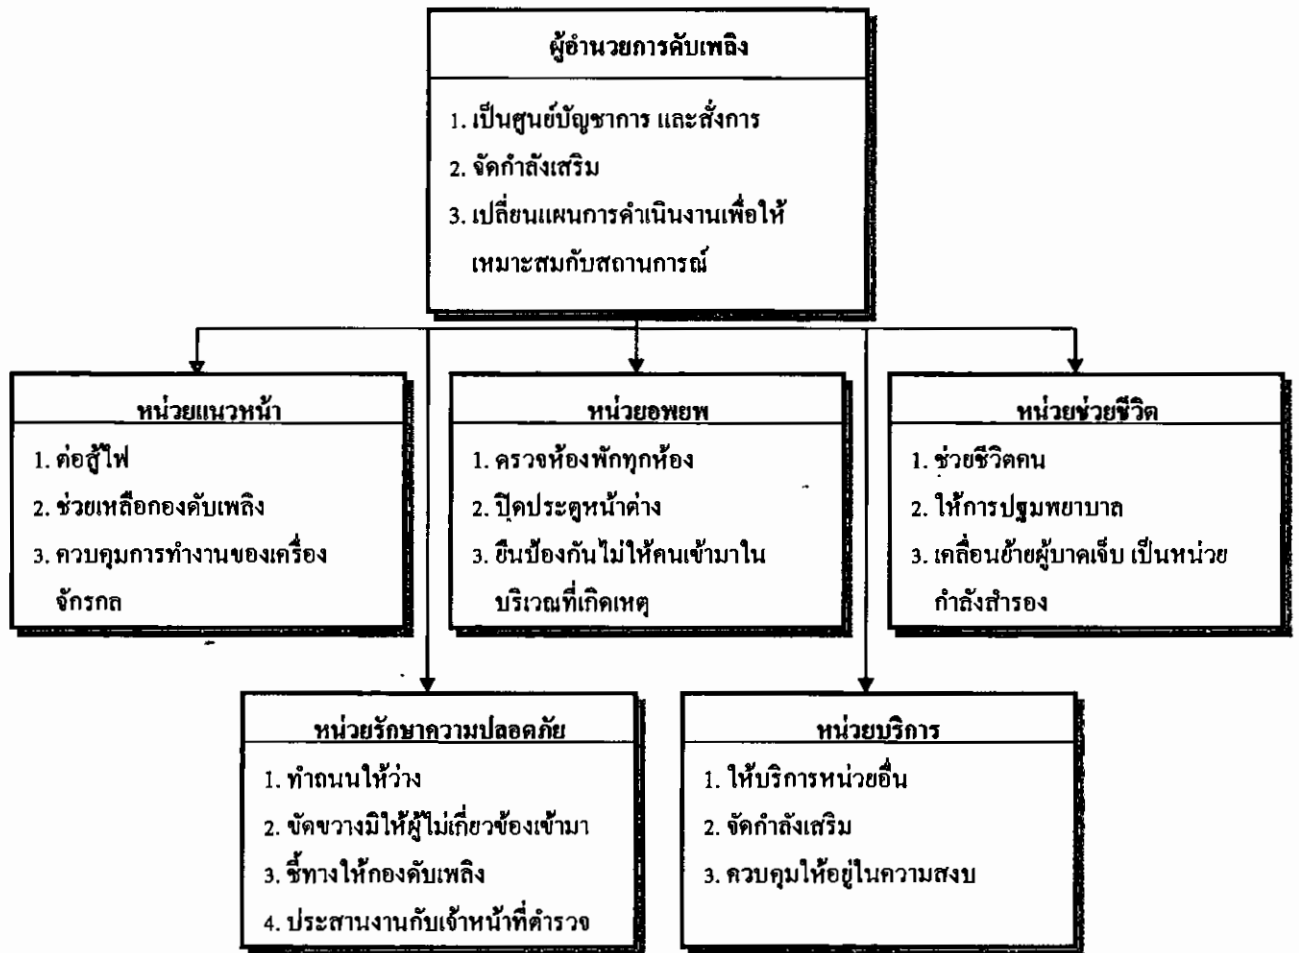 ผู้อำนวยการดับเพลิง
1. เป็นศูนย์บัญชาการ และสั่งการ
2. จัดกำลังเสริม
3. เปลี่ยนแผนการดำเนินงานเพื่อให้
เหมาะสมกับสถานการณ์
หน่วยแนวหน้า
1. ต่อสู้ไฟ
2. ช่วยเหลือกองดับเพลิง
3. ควบคุมการทำงานของเครื่อง
จักรกล
หน่วยอพยพ
1. ตรวจห้องพักทุกห้อง
2. ปิดประตูหน้าต่าง
3. ยืนป้องกันไม่ให้คนเข้ามาใน
บริเวณที่เกิดเหตุ
หน่วยช่วยชีวิต
1. ช่วยชีวิตคน
2. ให้การปฐมพยาบาล
3. เคลื่อนย้ายผู้บาดเจ็บ เป็นหน่วย
กำลังสำรอง
หน่วยรักษาความปลอดภัย
1. ทำถนนให้ว่าง
2. ขัดขวางมิให้ผู้ไม่เกี่ยวข้องเข้ามา
3. ชี้ทางให้กองดับเพลิง
4. ประสานงานกับเจ้าหน้าที่ตำรวจ
หน่วยบริการ
1. ให้บริการหน่วยอื่น
2. จัดกำลังเสริม
3. ควบคุมให้อยู่ในความสงบ